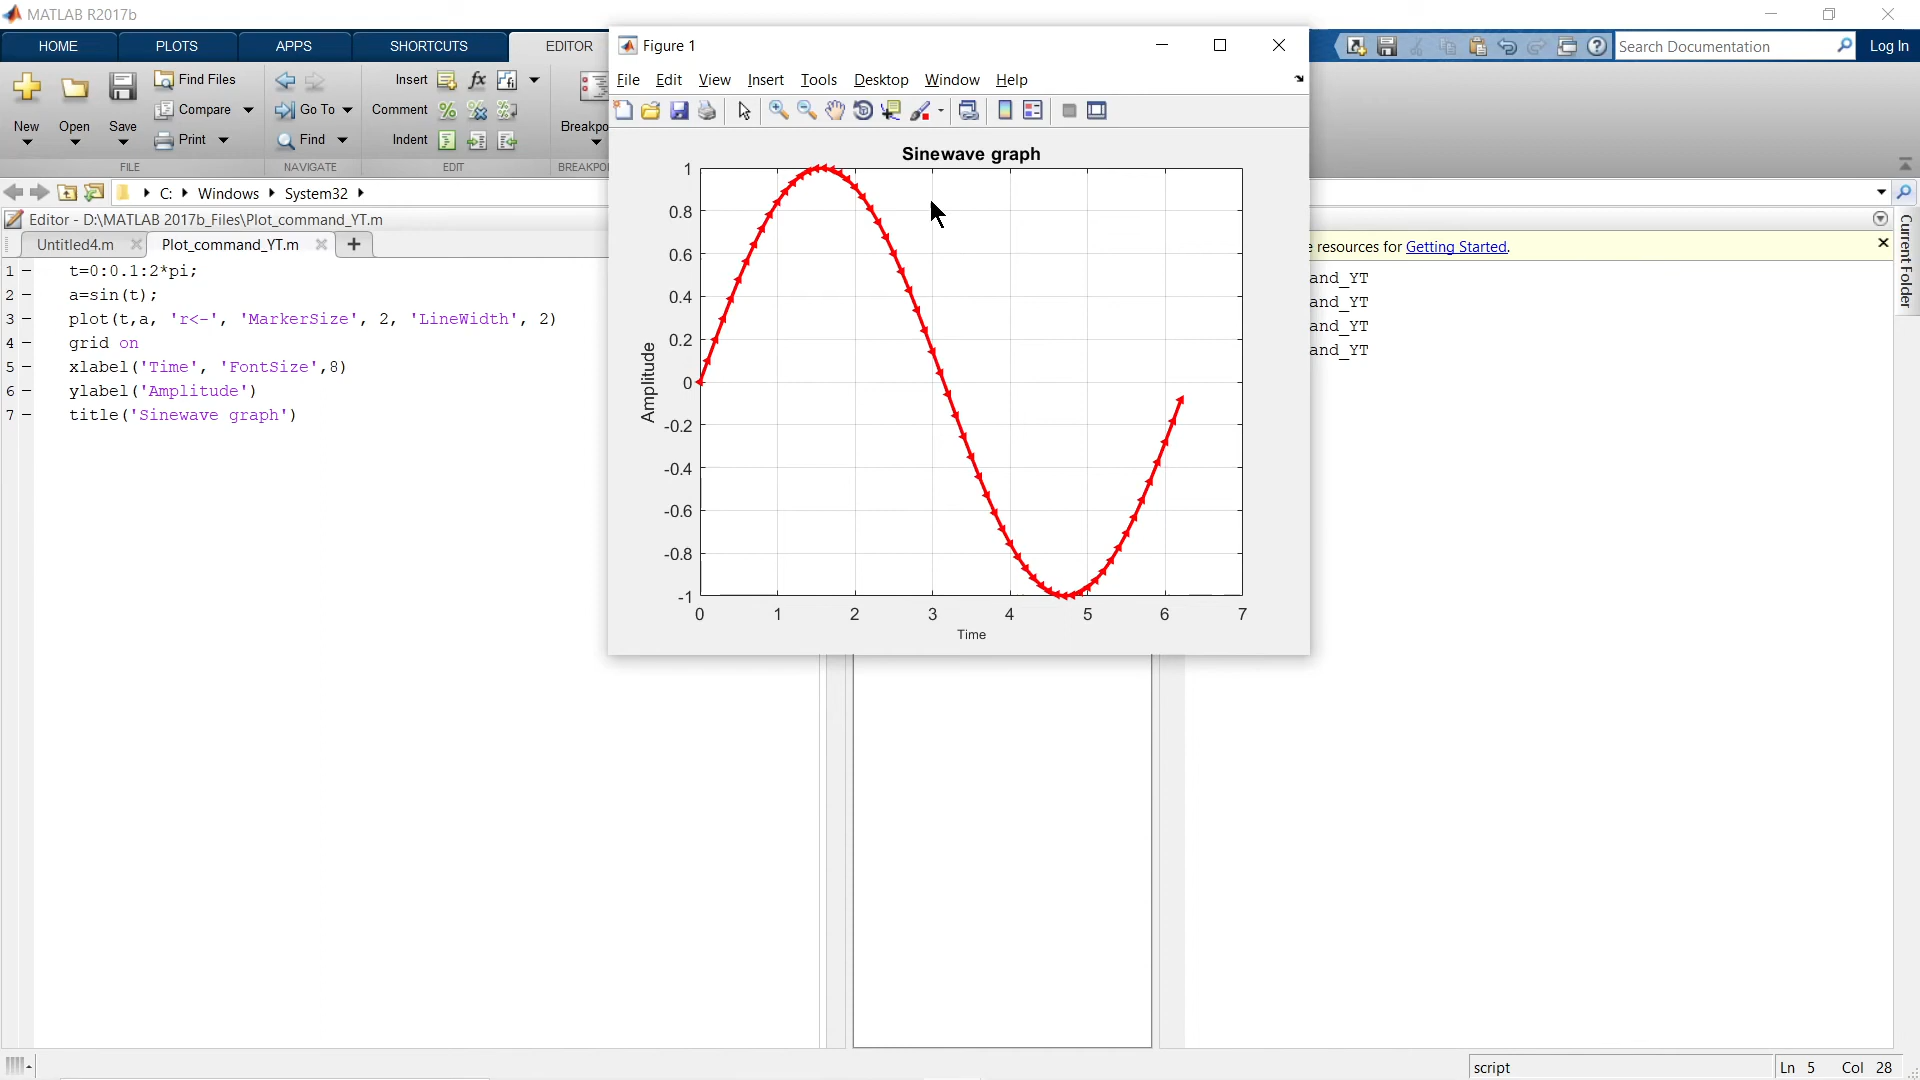 MATLAB R2017b
HOME
PLOTS
APPS
SHORTCUTS
EDITOR
Search Documentation
Log In
New
Open
Save
Find Files
Compare
Print
Go To
Find
Insert
Comment
Indent
Breakpo
FILE
NAVIGATE
EDIT
BREAKPOI
C:
Windows
System32
Editor - D:\MATLAB 2017b_Files\Plot_command_YT.m
Untitled4.m
Plot_command_YT.m
1 - t=0:0.1:2*pi;
2 - a=sin(t);
3 - plot(t,a, 'r<-', 'MarkerSize', 2, 'LineWidth', 2)
4 - grid on
5 - xlabel('Time', 'FontSize',8)
6 - ylabel('Amplitude')
7 - title('Sinewave graph')
Figure 1
File Edit View Insert Tools Desktop Window Help
Sinewave graph
1
0.8
0.6
0.4
0.2
0
-0.2
-0.4
-0.6
-0.8
-1
Amplitude
0 1 2 3 4 5 6 7
Time
resources for Getting Started.
and_YT
and_YT
and_YT
and_YT
Current Folder
script
Ln 5 Col 28